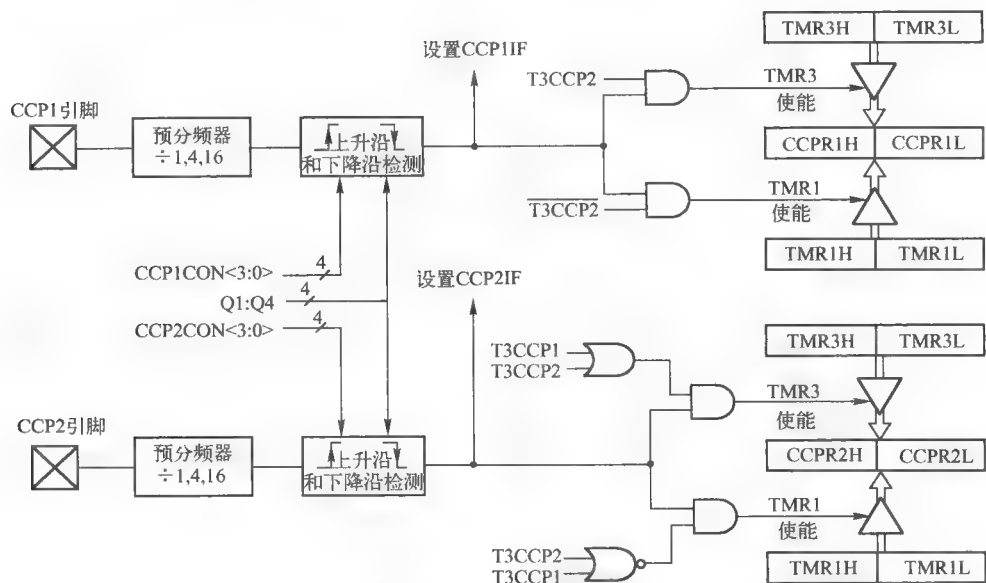 TMR3H TMR3L
设置CCP1IF
T3CCP2
TMR3
使能
CCP1引脚
预分频器
÷1,4,16
上升沿
和下降沿检测
CCPR1H CCPR1L
T3CCP2
TMR1
使能
TMR1H TMR1L
CCP1CON<3:0> 4
Q1:Q4 4
CCP2CON<3:0> 4
设置CCP2IF
TMR3H TMR3L
T3CCP1
T3CCP2
TMR3
使能
CCP2引脚
预分频器
÷1,4,16
上升沿
和下降沿检测
CCPR2H CCPR2L
TMR1
使能
T3CCP2
T3CCP1
TMR1H TMR1L